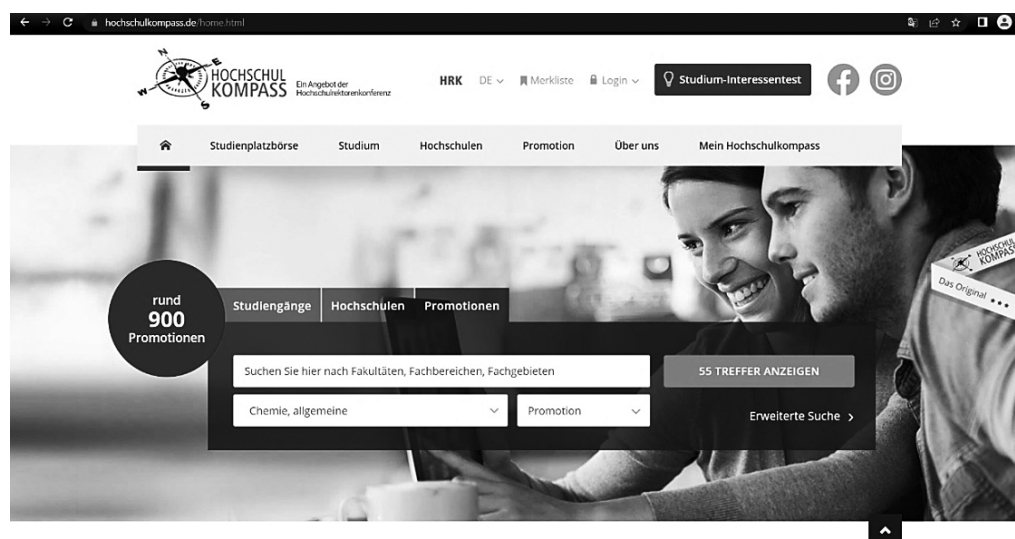 hochschulkompass.de/home.html
N
E
W
S
HOCHSCHUL
KOMPASS
Ein Angebot der
Hochschulrektorenkonferenz
HRK DE Merkliste Login Studium-Interessentest
Studienplatzbörse Studium Hochschulen Promotion Über uns Mein Hochschulkompass
HOCHSCHUL
KOMPASS
Das Original
rund
900
Promotionen
Studiengänge Hochschulen Promotionen
Suchen Sie hier nach Fakultäten, Fachbereichen, Fachgebieten 55 TREFFER ANZEIGEN
Chemie, allgemeine Promotion Erweiterte Suche